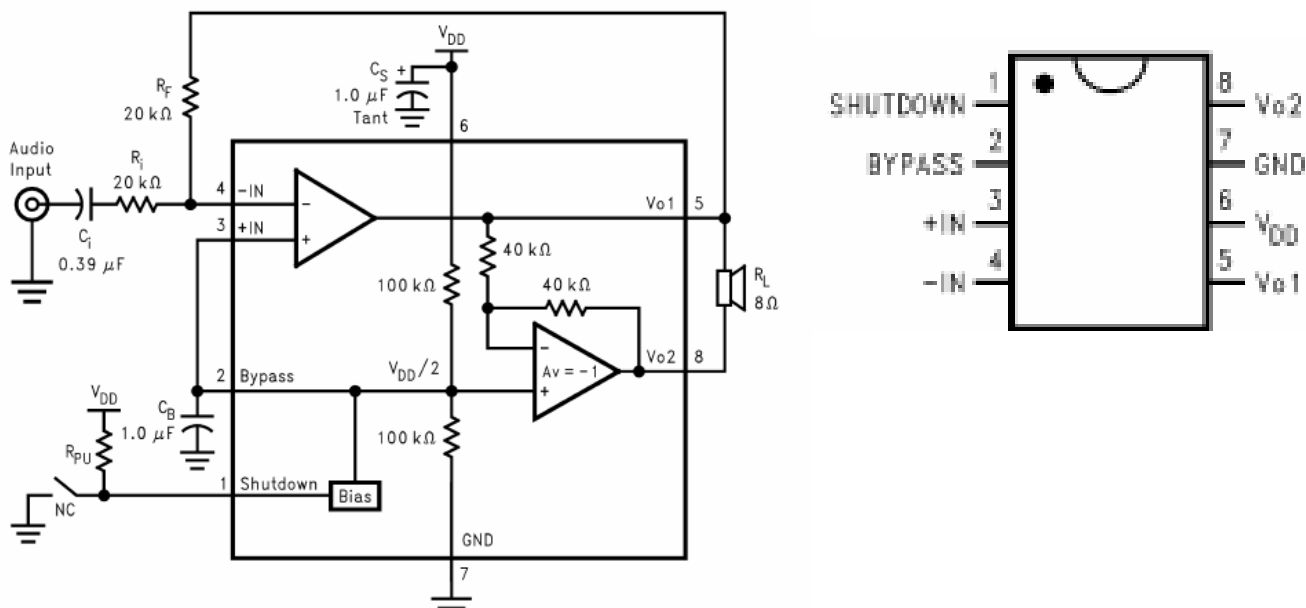 V_DD
C_S +
1.0 μF
Tant
R_F
20 kΩ
Audio
Input
R_i
20 kΩ
C_i
0.39 μF
6
4 -IN
3 +IN
-
+
Vo1 5
40 kΩ
40 kΩ
100 kΩ
R_L
8Ω
-
+
Av = -1
Vo2 8
2 Bypass
V_DD/2
C_B
1.0 μF
100 kΩ
V_DD
R_PU
NC
1 Shutdown
Bias
GND
7
SHUTDOWN 1
BYPASS 2
+IN 3
-IN 4
8 Vo2
7 GND
6 V_DD
5 Vo1